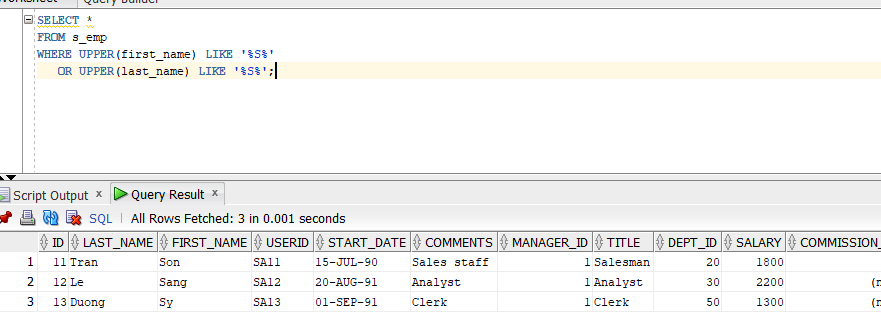 Query Builder
SELECT *
FROM s_emp
WHERE UPPER(first_name) LIKE '%S%'
OR UPPER(last_name) LIKE '%S%';
Script Output x Query Result x
SQL | All Rows Fetched: 3 in 0.001 seconds
ID LAST_NAME FIRST_NAME USERID START_DATE COMMENTS MANAGER_ID TITLE DEPT_ID SALARY COMMISSION_
1 11 Tran Son SA11 15-JUL-90 Sales staff 1 Salesman 20 1800
2 12 Le Sang SA12 20-AUG-91 Analyst 1 Analyst 30 2200 (n
3 13 Duong Sy SA13 01-SEP-91 Clerk 1 Clerk 50 1300 (n